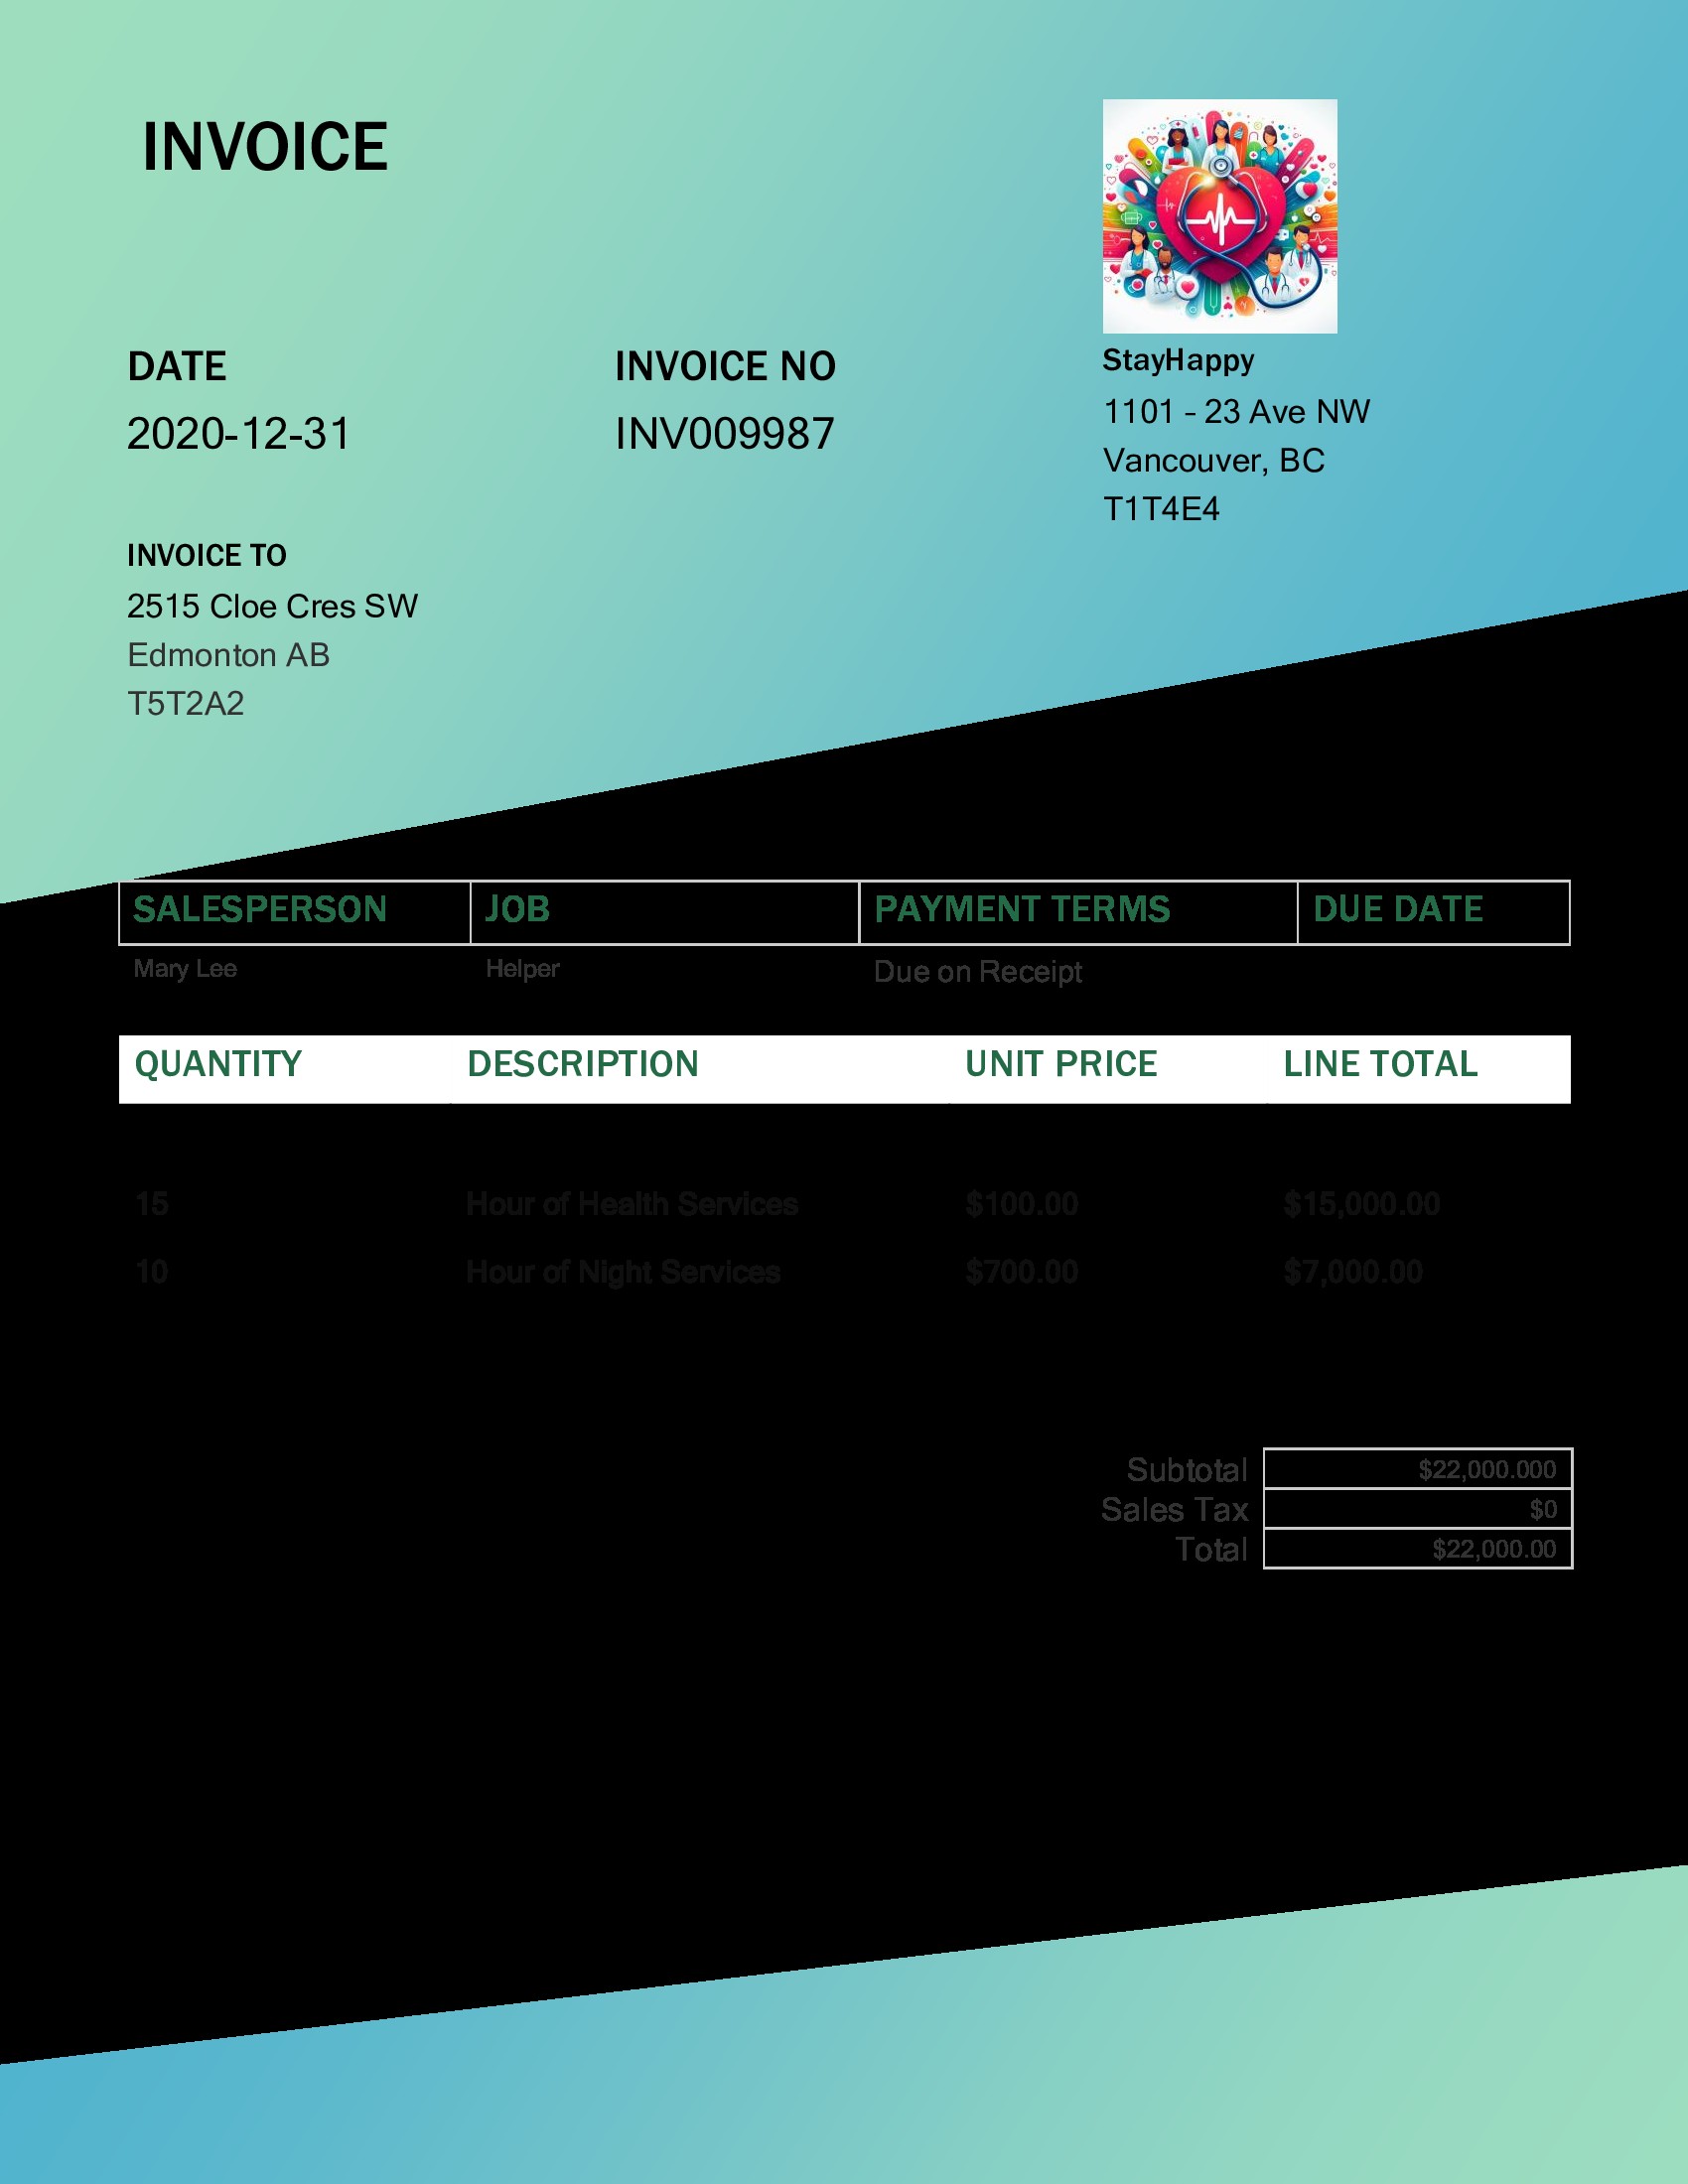 INVOICE
DATE
2020-12-31
INVOICE NO
INV009987
StayHappy
1101 - 23 Ave NW
Vancouver, BC
T1T4E4
INVOICE TO
2515 Cloe Cres SW
Edmonton AB
T5T2A2
SALESPERSON JOB PAYMENT TERMS DUE DATE
Mary Lee Helper Due on Receipt
QUANTITY DESCRIPTION UNIT PRICE LINE TOTAL
15 Hour of Health Services $100.00 $15,000.00
10 Hour of Night Services $700.00 $7,000.00
Subtotal $22,000.000
Sales Tax $0
Total $22,000.00